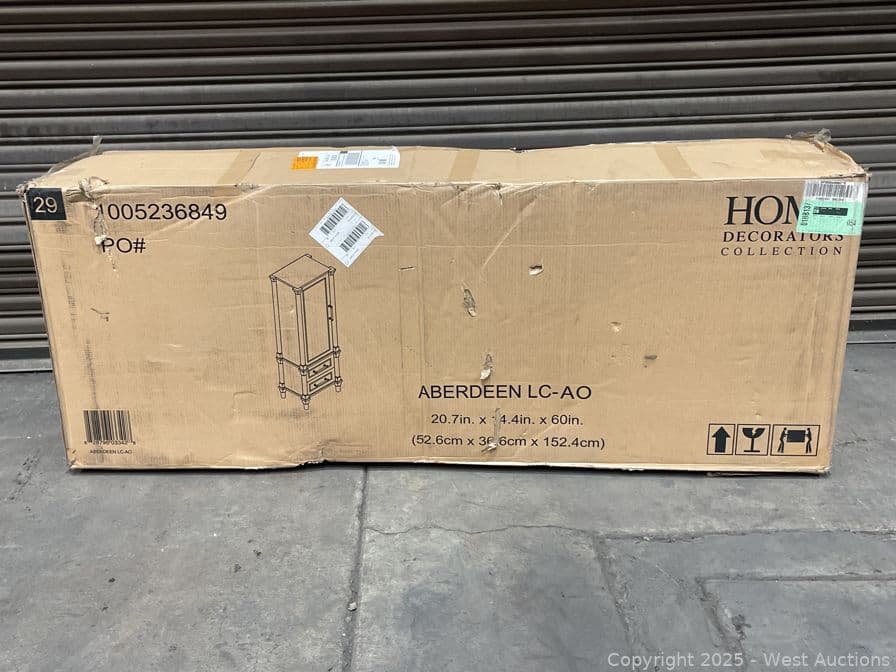 29
1005236849
PO#
HOM
DECORATORS
COLLECTION
ABERDEEN LC-AO
20.7in. x 4.4in. x 60in.
(52.6cm x 36.6cm x 152.4cm)
ABERDEEN LC-AO
Copyright 2025 - West Auctions